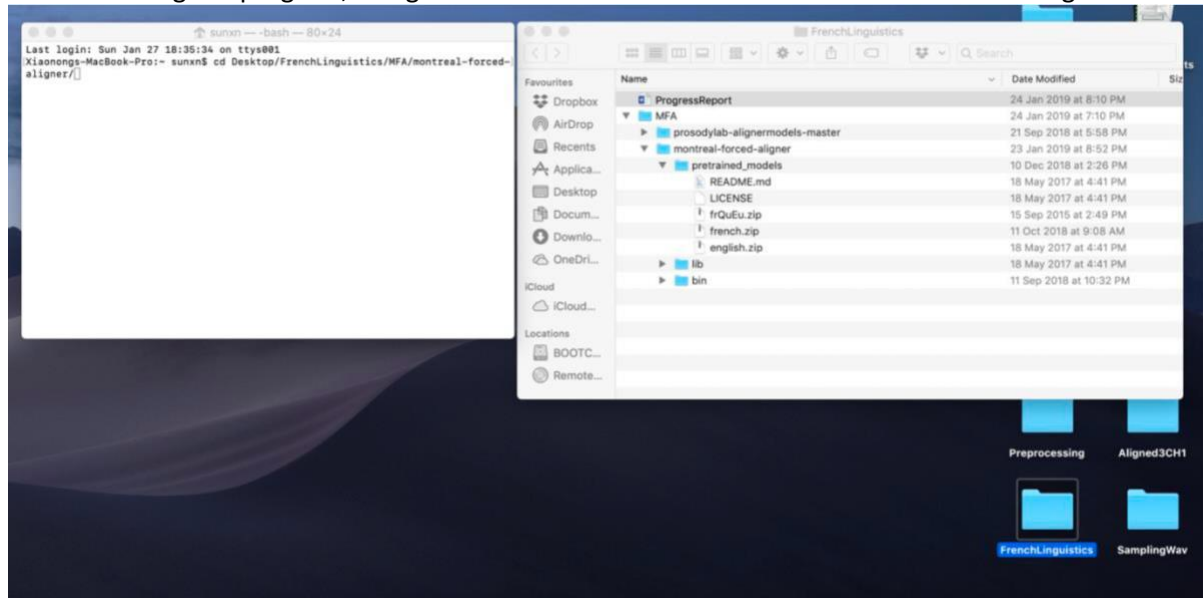 sunxn — -bash — 80×24
Last login: Sun Jan 27 18:35:34 on ttys001
Xiaonongs-MacBook-Pro:~ sunxn$ cd Desktop/FrenchLinguistics/MFA/montreal-forced-
aligner/
FrenchLinguistics
Search
Favourites
Dropbox
AirDrop
Recents
Applica...
Desktop
Docum...
Downlo...
OneDri...
iCloud
iCloud...
Locations
BOOTC...
Remote...
Name Date Modified Siz
ProgressReport 24 Jan 2019 at 8:10 PM
MFA 24 Jan 2019 at 7:10 PM
prosodylab-alignermodels-master 21 Sep 2018 at 5:58 PM
montreal-forced-aligner 23 Jan 2019 at 8:52 PM
pretrained_models 10 Dec 2018 at 2:26 PM
README.md 18 May 2017 at 4:41 PM
LICENSE 18 May 2017 at 4:41 PM
frQuEu.zip 15 Sep 2015 at 2:49 PM
french.zip 11 Oct 2018 at 9:08 AM
english.zip 18 May 2017 at 4:41 PM
lib 18 May 2017 at 4:41 PM
bin 11 Sep 2018 at 10:32 PM
ts
Preprocessing
Aligned3CH1
FrenchLinguistics
SamplingWav